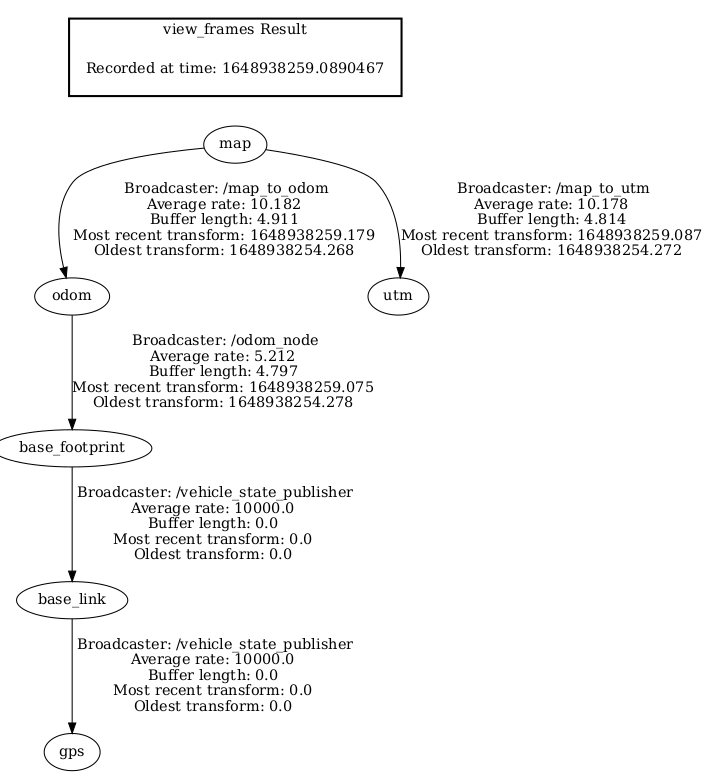 view_frames Result
Recorded at time: 1648938259.0890467
map
Broadcaster: /map_to_odom
Average rate: 10.182
Buffer length: 4.911
Most recent transform: 1648938259.179
Oldest transform: 1648938254.268
Broadcaster: /map_to_utm
Average rate: 10.178
Buffer length: 4.814
Most recent transform: 1648938259.087
Oldest transform: 1648938254.272
odom
utm
Broadcaster: /odom_node
Average rate: 5.212
Buffer length: 4.797
Most recent transform: 1648938259.075
Oldest transform: 1648938254.278
base_footprint
Broadcaster: /vehicle_state_publisher
Average rate: 10000.0
Buffer length: 0.0
Most recent transform: 0.0
Oldest transform: 0.0
base_link
Broadcaster: /vehicle_state_publisher
Average rate: 10000.0
Buffer length: 0.0
Most recent transform: 0.0
Oldest transform: 0.0
gps